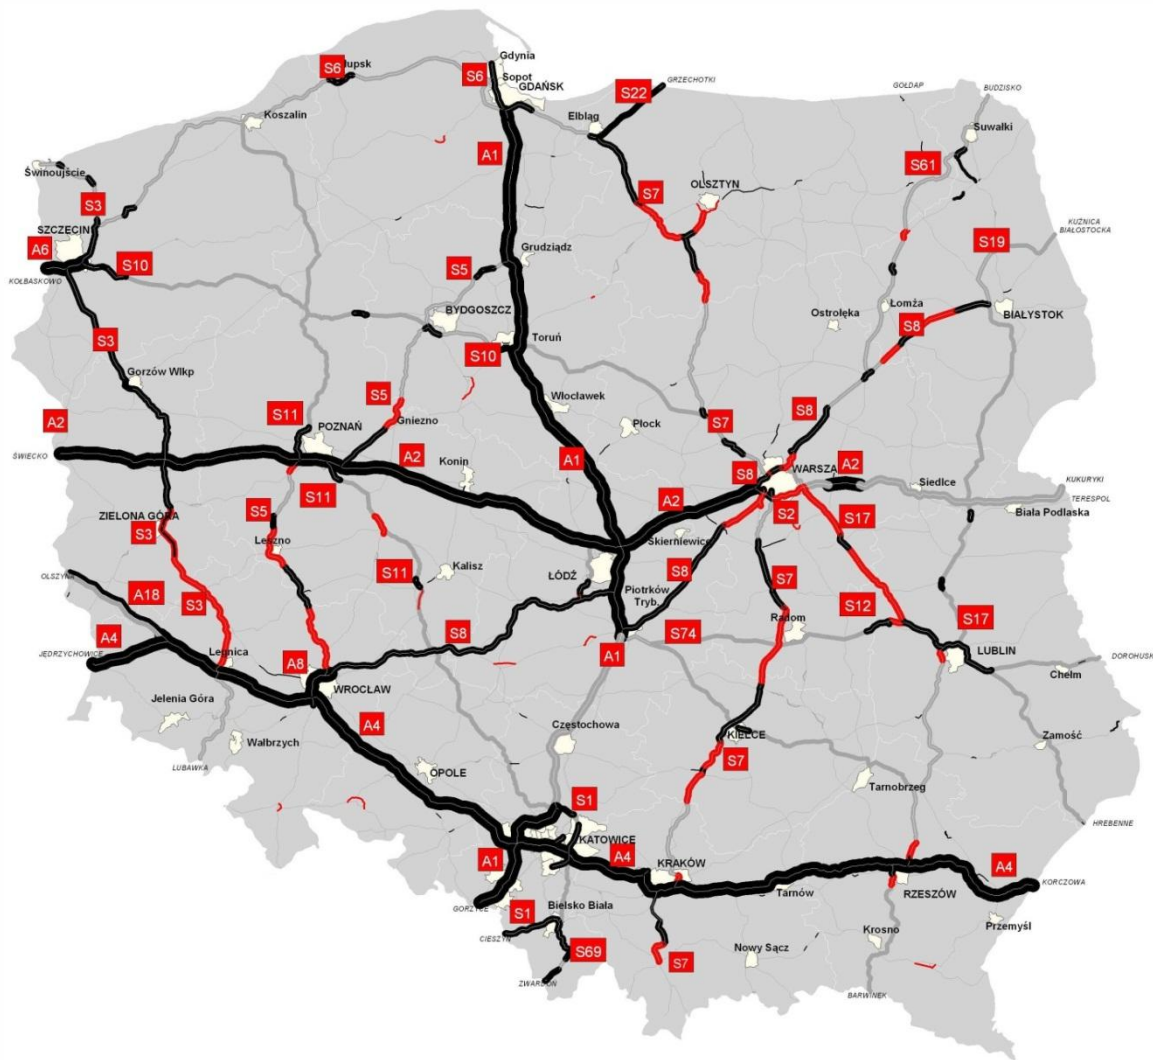 Gdynia
S6
łupsk
S6
Sopot
GDAŃSK
S22
GRZECHOTKI
GOŁDAP
BUDZISKO
Koszalin
Elbląg
Suwałki
A1
S61
Świnoujście
S7
OLSZTYN
S3
KUŹNICA
BIAŁOSTOCKA
SZCZECIN
S19
A6
Grudziądz
KOŁBASKOWO
S10
S5
Łomża
BYDGOSZCZ
Ostrołęka
BIAŁYSTOK
S8
S3
Toruń
S10
Gorzów Wlkp
S5
Włocławek
S8
S11
Gniezno
A2
POZNAŃ
Płock
S7
ŚWIECKO
A2
Konin
A1
WARSZA
A2
S11
S8
A2
Siedlce
KUKURYKI
TERESPOL
ZIELONA GÓRA
S5
S2
Biała Podlaska
S3
S17
Leszno
Skierniewice
OLSZYNA
S11
Kalisz
ŁÓDŹ
S8
S7
A18
Piotrków
Tryb.
S3
S12
Radom
A4
S8
S74
S17
JĘDRZYCHOWICE
Legnica
A8
A1
LUBLIN
DOROHUSK
WROCŁAW
Chełm
Jelenia Góra
A4
Częstochowa
KIELCE
Zamość
Wałbrzych
LUBAWKA
S7
OPOLE
Tarnobrzeg
S1
HREBENNE
KATOWICE
A1
A4
KRAKÓW
A4
Tarnów
RZESZÓW
KORCZOWA
GORZYCE
S1
Bielsko Biała
Przemyśl
CIESZYN
Krosno
S69
S7
Nowy Sącz
ZWARDOŃ
BARWINEK